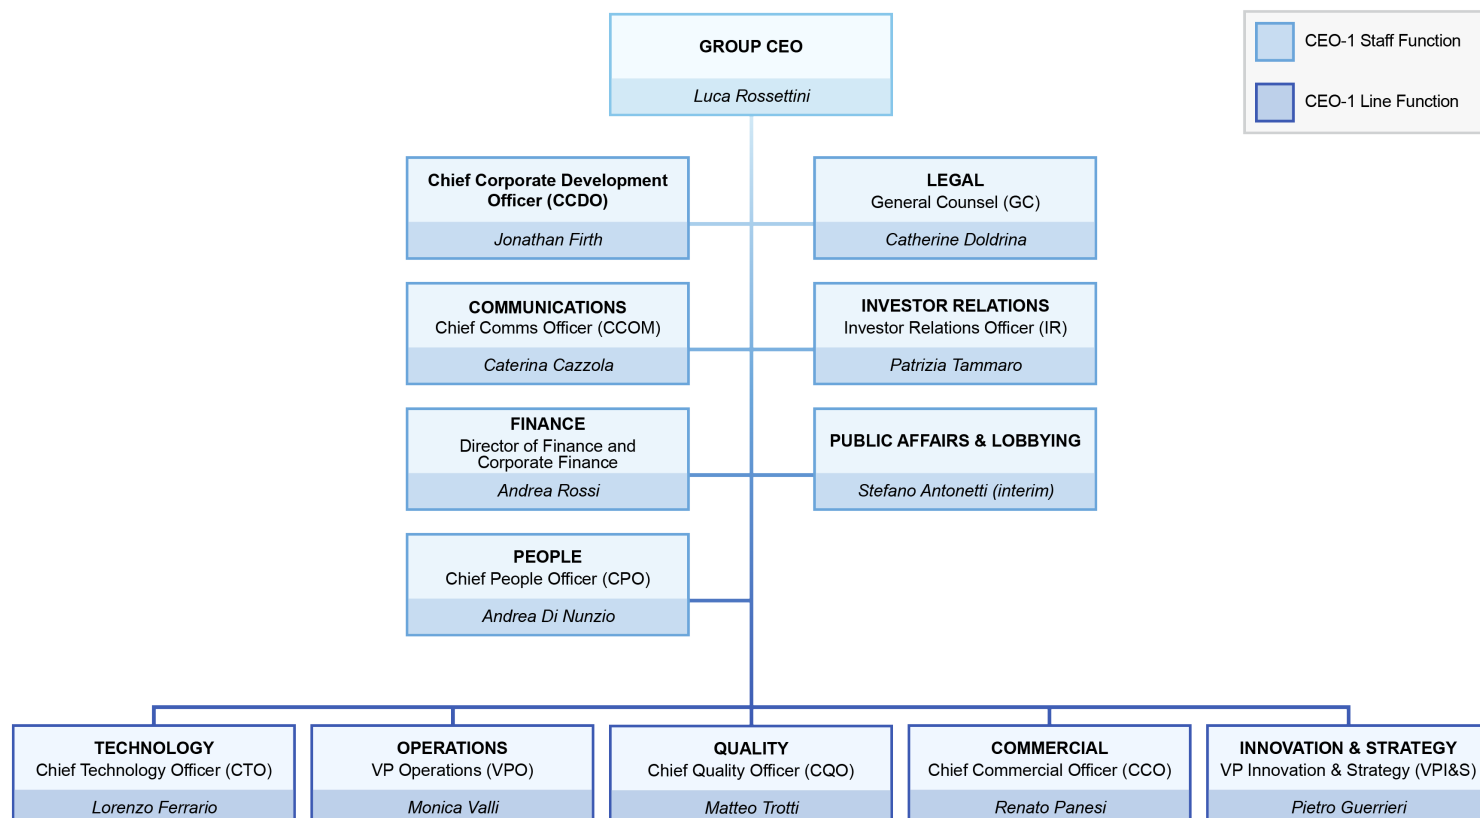 GROUP CEO
Luca Rossettini
CEO-1 Staff Function
CEO-1 Line Function
Chief Corporate Development
Officer (CCDO)
Jonathan Firth
LEGAL
General Counsel (GC)
Catherine Doldrina
COMMUNICATIONS
Chief Comms Officer (CCOM)
Caterina Cazzola
INVESTOR RELATIONS
Investor Relations Officer (IR)
Patrizia Tammaro
FINANCE
Director of Finance and
Corporate Finance
Andrea Rossi
PUBLIC AFFAIRS & LOBBYING
Stefano Antonetti (interim)
PEOPLE
Chief People Officer (CPO)
Andrea Di Nunzio
TECHNOLOGY
Chief Technology Officer (CTO)
Lorenzo Ferrario
OPERATIONS
VP Operations (VPO)
Monica Valli
QUALITY
Chief Quality Officer (CQO)
Matteo Trotti
COMMERCIAL
Chief Commercial Officer (CCO)
Renato Panesi
INNOVATION & STRATEGY
VP Innovation & Strategy (VPI&S)
Pietro Guerrieri